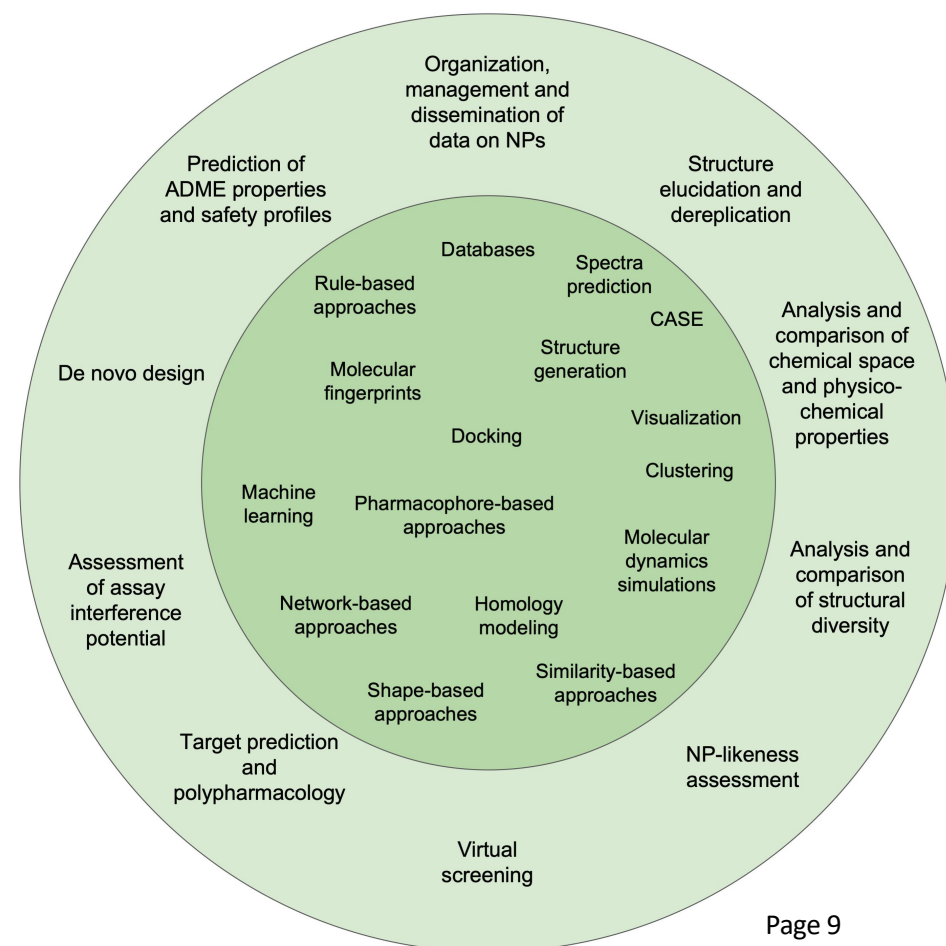 Organization,
management and
dissemination of
data on NPs
Prediction of
ADME properties
and safety profiles
Structure
elucidation and
dereplication
Databases
Spectra
prediction
Rule-based
approaches
CASE
Analysis and
comparison of
chemical space
and physico-
chemical
properties
Structure
generation
De novo design
Molecular
fingerprints
Visualization
Docking
Clustering
Machine
learning
Pharmacophore-based
approaches
Molecular
dynamics
simulations
Analysis and
comparison
of structural
diversity
Assessment
of assay
interference
potential
Network-based
approaches
Homology
modeling
Similarity-based
approaches
Shape-based
approaches
Target prediction
and
polypharmacology
NP-likeness
assessment
Virtual
screening
Page 9